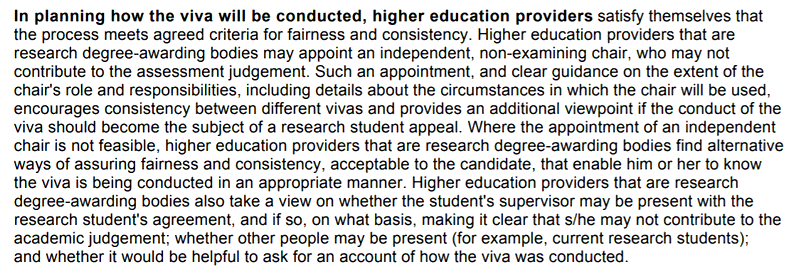 In planning how the viva will be conducted, higher education providers satisfy themselves that
the process meets agreed criteria for fairness and consistency. Higher education providers that are
research degree-awarding bodies may appoint an independent, non-examining chair, who may not
contribute to the assessment judgement. Such an appointment, and clear guidance on the extent of the
chair's role and responsibilities, including details about the circumstances in which the chair will be used,
encourages consistency between different vivas and provides an additional viewpoint if the conduct of the
viva should become the subject of a research student appeal. Where the appointment of an independent
chair is not feasible, higher education providers that are research degree-awarding bodies find alternative
ways of assuring fairness and consistency, acceptable to the candidate, that enable him or her to know
the viva is being conducted in an appropriate manner. Higher education providers that are research
degree-awarding bodies also take a view on whether the student's supervisor may be present with the
research student's agreement, and if so, on what basis, making it clear that s/he may not contribute to the
academic judgement; whether other people may be present (for example, current research students);
and whether it would be helpful to ask for an account of how the viva was conducted.